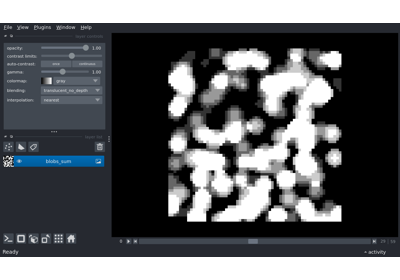 File View Plugins Window Help
opacity: 1.00
contrast limits:
auto-contrast: once continuous
gamma: 1.00
colormap: gray
blending: translucent_no_depth
interpolation: nearest
blobs_sum
Ready
activity